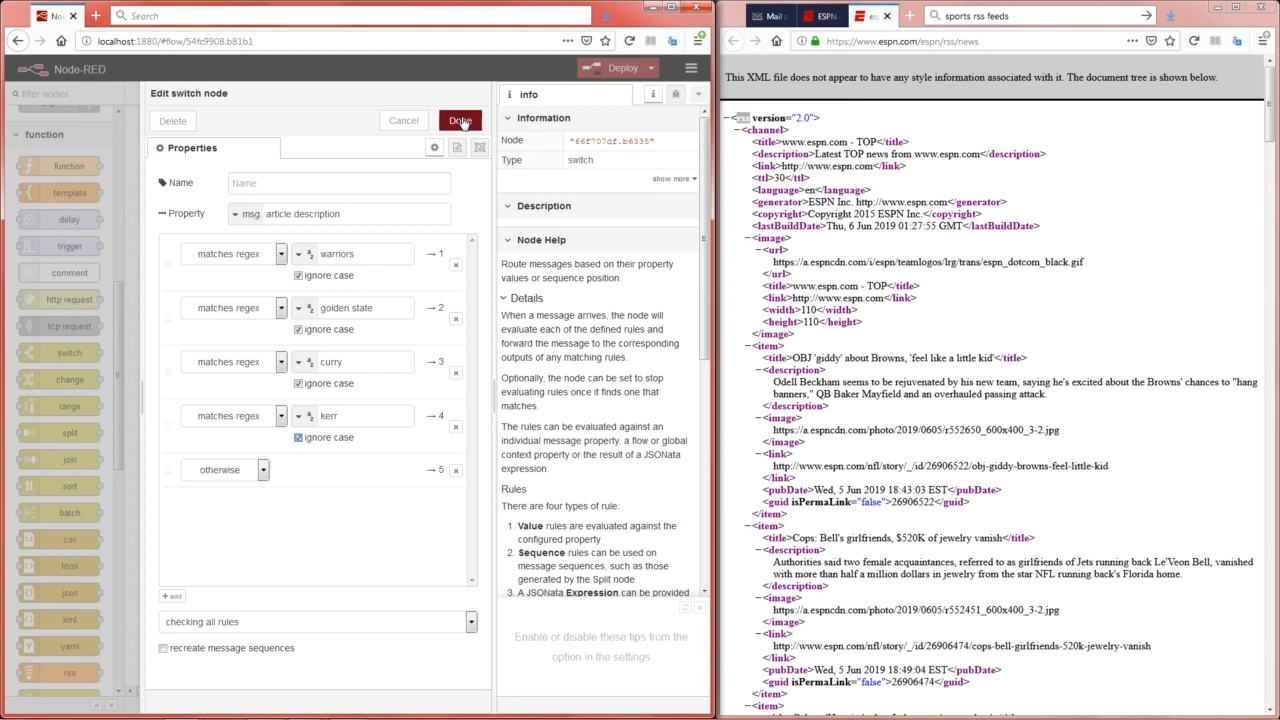 Noc
Search
localhost:1880/#flow/54fc9908.b81b1
Node-RED
Deploy
filter nodes
function
function
template
delay
trigger
comment
http request
tcp request
switch
change
range
split
join
sort
batch
csv
html
json
xml
yaml
rss
Edit switch node
Delete
Cancel
Done
Properties
Name
Name
Property
msg. article.description
matches regex
warriors
→ 1
ignore case
matches regex
golden state
→ 2
ignore case
matches regex
curry
→ 3
ignore case
matches regex
kerr
→ 4
ignore case
otherwise
→ 5
+ add
checking all rules
recreate message sequences
info
Information
Node
"66f707df.b6335"
Type
switch
show more
Description
Node Help
Route messages based on their property
values or sequence position.
Details
When a message arrives, the node will
evaluate each of the defined rules and
forward the message to the corresponding
outputs of any matching rules.
Optionally, the node can be set to stop
evaluating rules once it finds one that
matches.
The rules can be evaluated against an
individual message property, a flow or global
context property or the result of a JSONata
expression.
Rules
There are four types of rule:
1. Value rules are evaluated against the
configured property
2. Sequence rules can be used on
message sequences, such as those
generated by the Split node
3. A JSONata Expression can be provided
Enable or disable these tips from the
option in the settings
Mail
ESPN
esp
sports rss feeds
https://www.espn.com/espn/rss/news
This XML file does not appear to have any style information associated with it. The document tree is shown below.
−<rss version="2.0">
−<channel>
<title>www.espn.com - TOP</title>
<description>Latest TOP news from www.espn.com</description>
<link>http://www.espn.com</link>
<ttl>30</ttl>
<language>en</language>
<generator>ESPN Inc. http://www.espn.com</generator>
<copyright>Copyright 2015 ESPN Inc.</copyright>
<lastBuildDate>Thu, 6 Jun 2019 01:27:55 GMT</lastBuildDate>
−<image>
−<url>
https://a.espncdn.com/i/espn/teamlogos/lrg/trans/espn_dotcom_black.gif
</url>
<title>www.espn.com - TOP</title>
<link>http://www.espn.com</link>
<width>110</width>
<height>110</height>
</image>
−<item>
<title>OBJ 'giddy' about Browns, 'feel like a little kid'</title>
−<description>
Odell Beckham seems to be rejuvenated by his new team, saying he's excited about the Browns' chances to "hang
banners," QB Baker Mayfield and an overhauled passing attack.
</description>
−<image>
https://a.espncdn.com/photo/2019/0605/r552650_600x400_3-2.jpg
</image>
−<link>
http://www.espn.com/nfl/story/_/id/26906522/obj-giddy-browns-feel-little-kid
</link>
<pubDate>Wed, 5 Jun 2019 18:43:03 EST</pubDate>
<guid isPermaLink="false">26906522</guid>
</item>
−<item>
<title>Cops: Bell's girlfriends, $520K of jewelry vanish</title>
−<description>
Authorities said two female acquaintances, referred to as girlfriends of Jets running back Le'Veon Bell, vanished
with more than half a million dollars in jewelry from the star NFL running back's Florida home.
</description>
−<image>
https://a.espncdn.com/photo/2019/0605/r552451_600x400_3-2.jpg
</image>
−<link>
http://www.espn.com/nfl/story/_/id/26906474/cops-bell-girlfriends-520k-jewelry-vanish
</link>
<pubDate>Wed, 5 Jun 2019 18:49:04 EST</pubDate>
<guid isPermaLink="false">26906474</guid>
</item>
−<item>